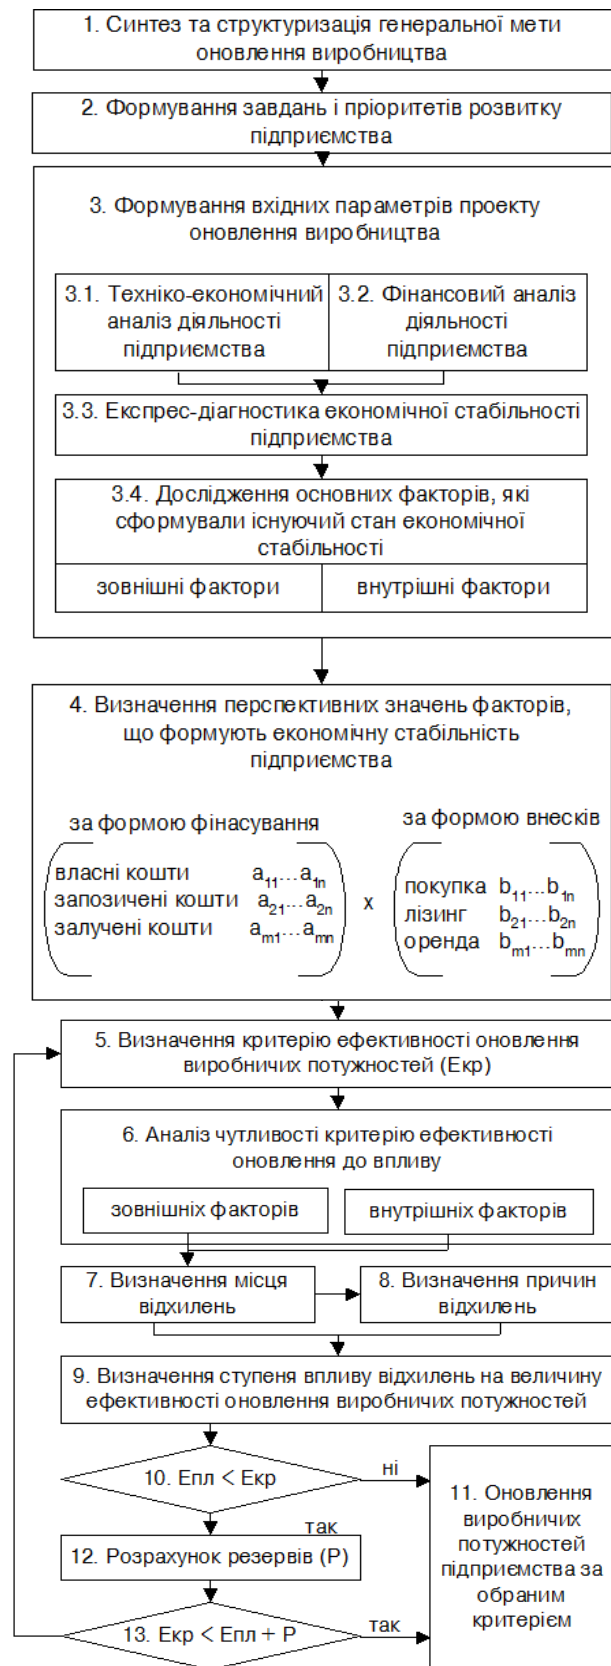 1. Синтез та структуризація генеральної мети
оновлення виробництва
2. Формування завдань і пріоритетів розвитку
підприємства
3. Формування вхідних параметрів проекту
оновлення виробництва
3.1. Техніко-економічний
аналіз діяльності
підприємства
3.2. Фінансовий аналіз
діяльності
підприємства
3.3. Експрес-діагностика економічної стабільності
підприємства
3.4. Дослідження основних факторів, які
сформували існуючий стан економічної
стабільності
зовнішні фактори
внутрішні фактори
4. Визначення перспективних значень факторів,
що формують економічну стабільність
підприємства
за формою фінасування
власні кошти a11...a1n
запозичені кошти a21...a2n
залучені кошти am1...amn
x
за формою внесків
покупка b11...b1n
лізинг b21...b2n
оренда bm1...bmn
5. Визначення критерію ефективності оновлення
виробничих потужностей (Екр)
6. Аналіз чутливості критерію ефективності
оновлення до впливу
зовнішніх факторів
внутрішніх факторів
7. Визначення місця
відхилень
8. Визначення причин
відхилень
9. Визначення ступеня впливу відхилень на величину
ефективності оновлення виробничих потужностей
10. Епл < Екр
ні
так
11. Оновлення
виробничих
потужностей
підприємства за
обраним
критерієм
12. Розрахунок резервів (Р)
13. Екр < Епл + Р
так